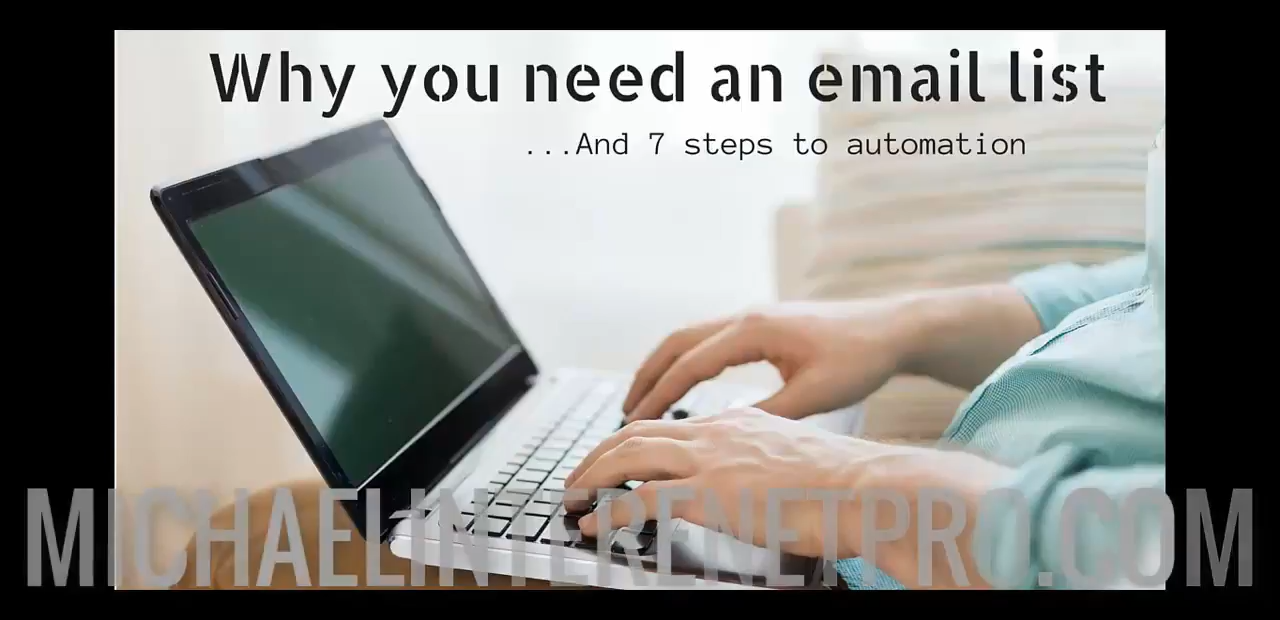 Why you need an email list
...And 7 steps to automation
MICHAELINTERENETPRO.COM